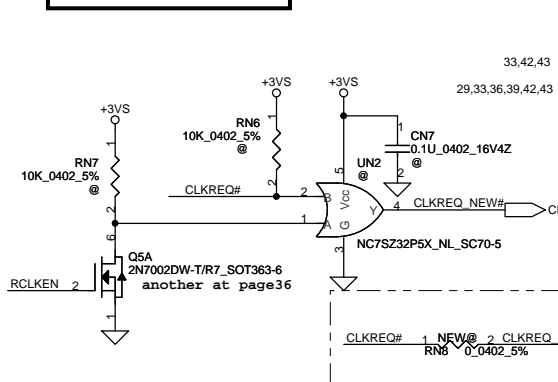 33,42,43
29,33,36,39,42,43
+3VS
+3VS
+3VS
1
RN6
10K_0402_5%
@
2
1
CN7
0.1U_0402_16V4Z
@
2
1
RN7
10K_0402_5%
@
2
5
UN2
@
CLKREQ#
2
B
Vcc
A
G
Y
1
4
CLKREQ_NEW#
3
NC7SZ32P5X_NL_SC70-5
6
Q5A
2N7002DW-T/R7_SOT363-6
another at page36
RCLKEN
2
1
CLKREQ#
1
NEW@
2
CLKREQ
RN8
0_0402_5%